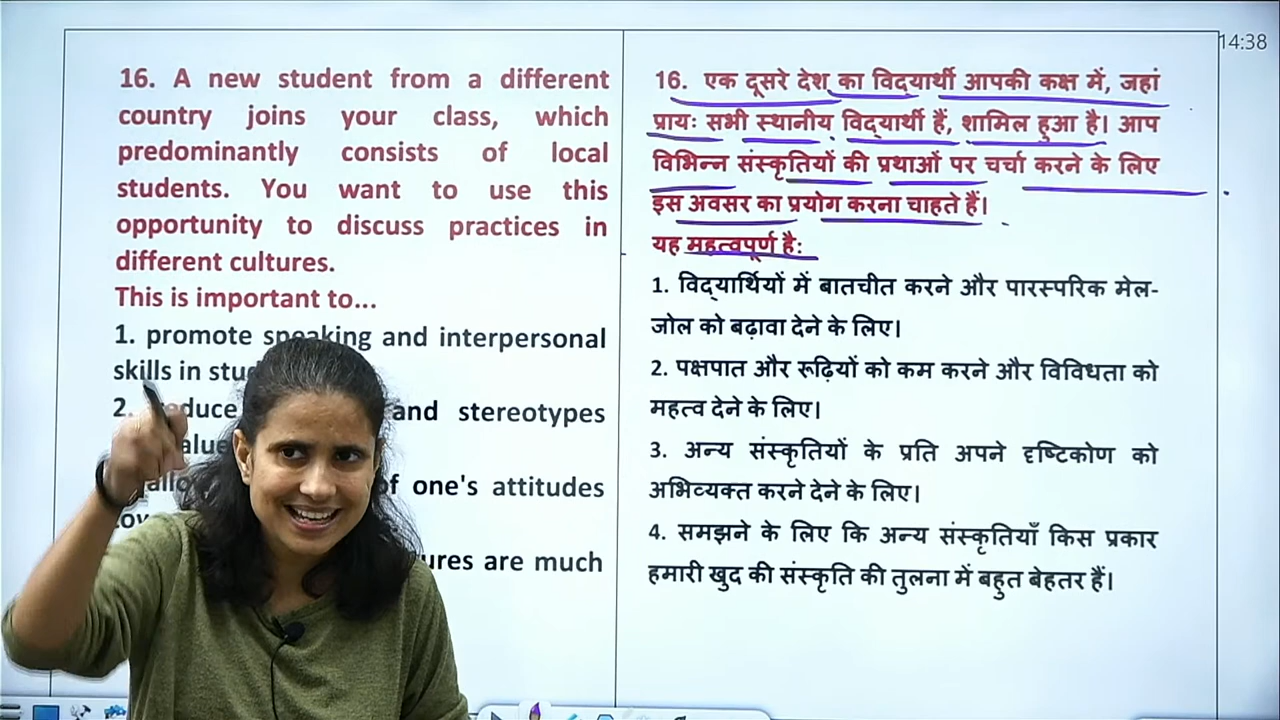 14:38
16. A new student from a different
country joins your class, which
predominantly consists of local
students. You want to use this
opportunity to discuss practices in
different cultures.
This is important to...
1. promote speaking and interpersonal
skills in
2. and stereotypes
of one's attitudes
are much
16. एक दूसरे देश का विद्यार्थी आपकी कक्ष में, जहां
प्रायः सभी स्थानीय विद्यार्थी हैं, शामिल हुआ है। आप
विभिन्न संस्कृतियों की प्रथाओं पर चर्चा करने के लिए
इस अवसर का प्रयोग करना चाहते हैं।
यह महत्वपूर्ण है:
1. विद्यार्थियों में बातचीत करने और पारस्परिक मेल-
जोल को बढ़ावा देने के लिए।
2. पक्षपात और रूढ़ियों को कम करने और विविधता को
महत्व देने के लिए।
3. अन्य संस्कृतियों के प्रति अपने दृष्टिकोण को
अभिव्यक्त करने देने के लिए।
4. समझने के लिए कि अन्य संस्कृतियाँ किस प्रकार
हमारी खुद की संस्कृति की तुलना में बहुत बेहतर हैं।